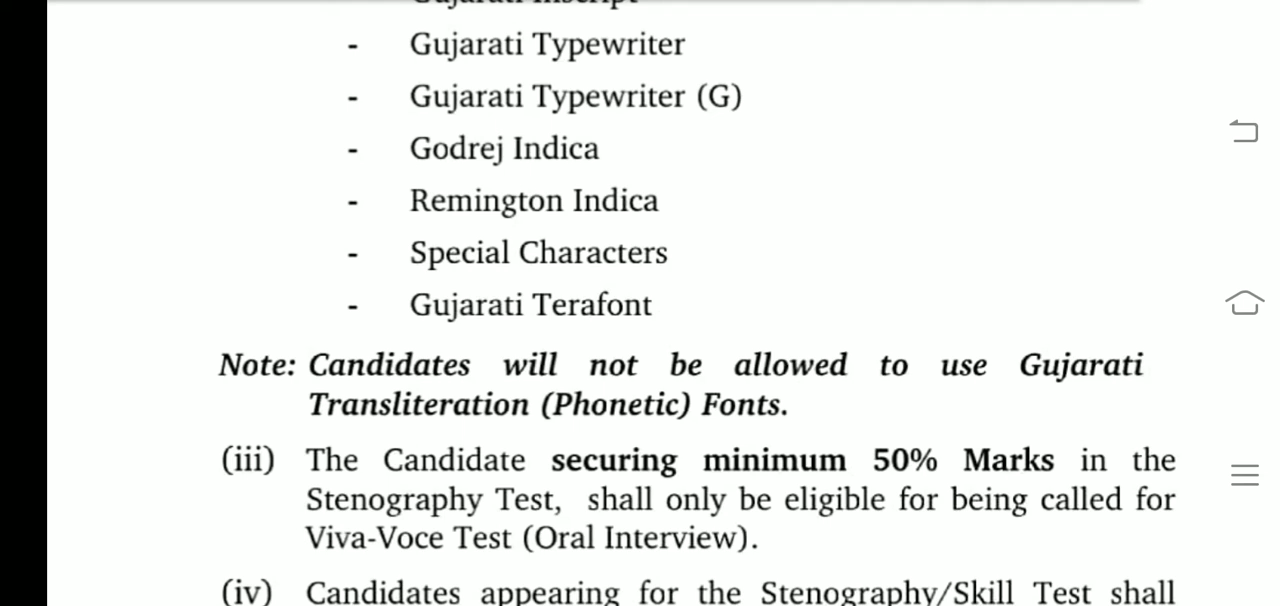 Gujarati Inscript
- Gujarati Typewriter
- Gujarati Typewriter (G)
- Godrej Indica
- Remington Indica
- Special Characters
- Gujarati Terafont
Note: Candidates will not be allowed to use Gujarati
Transliteration (Phonetic) Fonts.
(iii) The Candidate securing minimum 50% Marks in the
Stenography Test, shall only be eligible for being called for
Viva-Voce Test (Oral Interview).
(iv) Candidates appearing for the Stenography/Skill Test shall